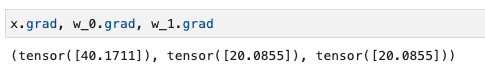 x.grad, w_0.grad, w_1.grad
(tensor([40.1711]), tensor([20.0855]), tensor([20.0855]))